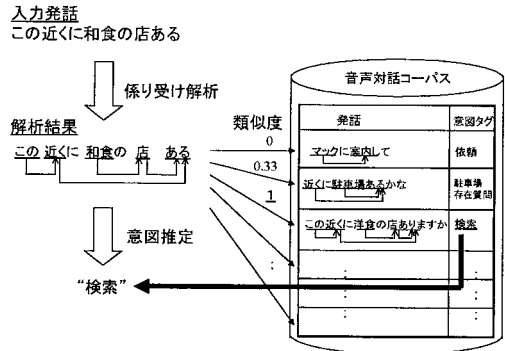 入力発話
この近くに和食の店ある
係り受け解析
解析結果
この 近くに 和食の 店 ある
意図推定
“検索”
類似度
0
0.33
1
:
音声対話コーパス
発話 意図タグ
マックに案内して 依頼
近くに駐車場あるかな 駐車場
存在質問
この近くに洋食の店ありますか 検索
: :
: :
: :